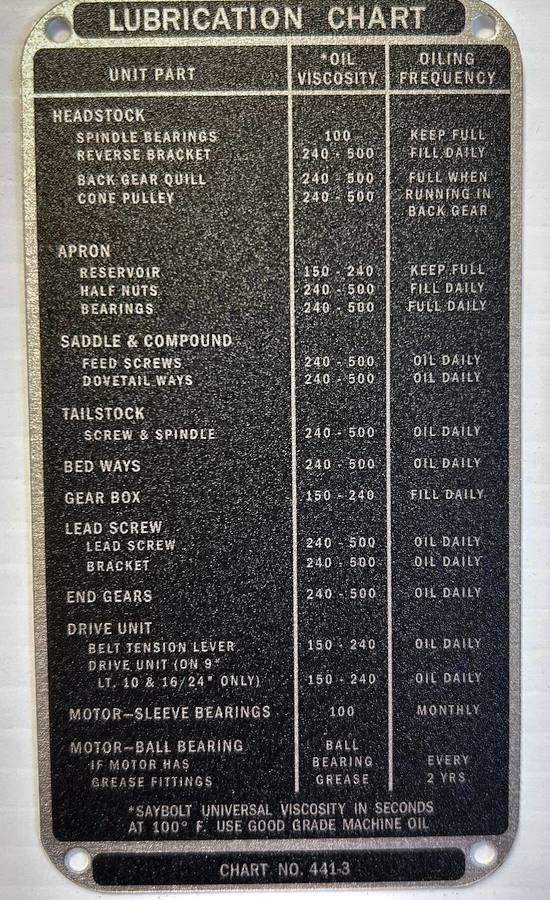 LUBRICATION CHART
UNIT PART *OIL VISCOSITY OILING FREQUENCY
HEADSTOCK
SPINDLE BEARINGS 100 KEEP FULL
REVERSE BRACKET 240 - 500 FILL DAILY
BACK GEAR QUILL 240 - 500 FULL WHEN
CONE PULLEY 240 - 500 RUNNING IN
BACK GEAR
APRON
RESERVOIR 150 - 240 KEEP FULL
HALF NUTS 240 - 500 FILL DAILY
BEARINGS 240 - 500 FULL DAILY
SADDLE & COMPOUND
FEED SCREWS 240 - 500 OIL DAILY
DOVETAIL WAYS 240 - 500 OIL DAILY
TAILSTOCK
SCREW & SPINDLE 240 - 500 OIL DAILY
BED WAYS 240 - 500 OIL DAILY
GEAR BOX 150 - 240 FILL DAILY
LEAD SCREW
LEAD SCREW 240 - 500 OIL DAILY
BRACKET 240 - 500 OIL DAILY
END GEARS 240 - 500 OIL DAILY
DRIVE UNIT
BELT TENSION LEVER 150 - 240 OIL DAILY
DRIVE UNIT (ON 9"
LT. 10 & 16/24" ONLY) 150 - 240 OIL DAILY
MOTOR-SLEEVE BEARINGS 100 MONTHLY
MOTOR-BALL BEARING BALL
IF MOTOR HAS BEARING EVERY
GREASE FITTINGS GREASE 2 YRS
*SAYBOLT UNIVERSAL VISCOSITY IN SECONDS
AT 100° F. USE GOOD GRADE MACHINE OIL
CHART NO. 441-3